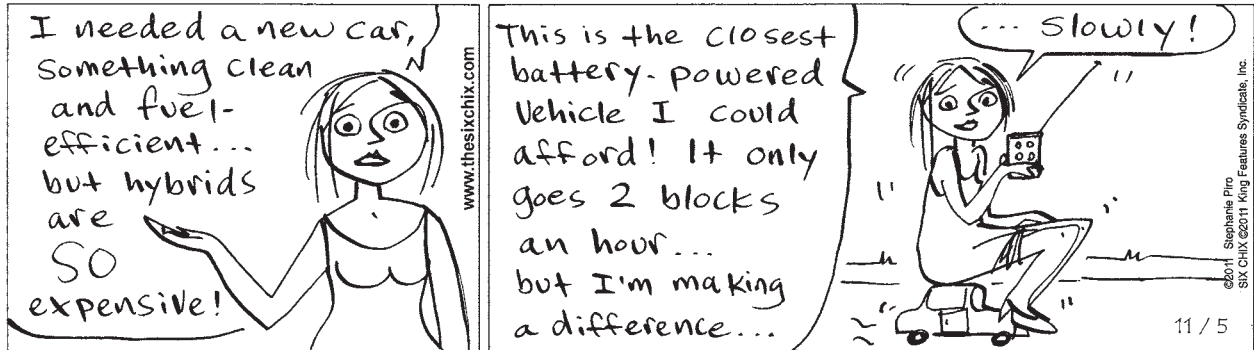 I needed a new car,
something clean
and fuel-
efficient...
but hybrids
are
SO
expensive!
www.thesixchix.com
This is the closest
battery-powered
vehicle I could
afford! It only
goes 2 blocks
an hour...
but I'm making
a difference...
... slowly!
©2011 Stephanie Piro
SIX CHIX ©2011 King Features Syndicate, Inc.
11/5